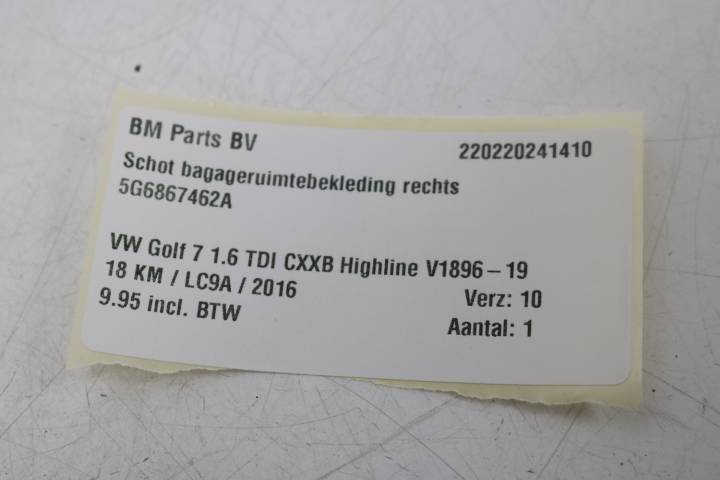 BM Parts BV 220220241410
Schot bagageruimtebekleding rechts
5G6867462A
VW Golf 7 1.6 TDI CXXB Highline V1896-19
18 KM / LC9A / 2016 Verz: 10
9.95 incl. BTW Aantal: 1